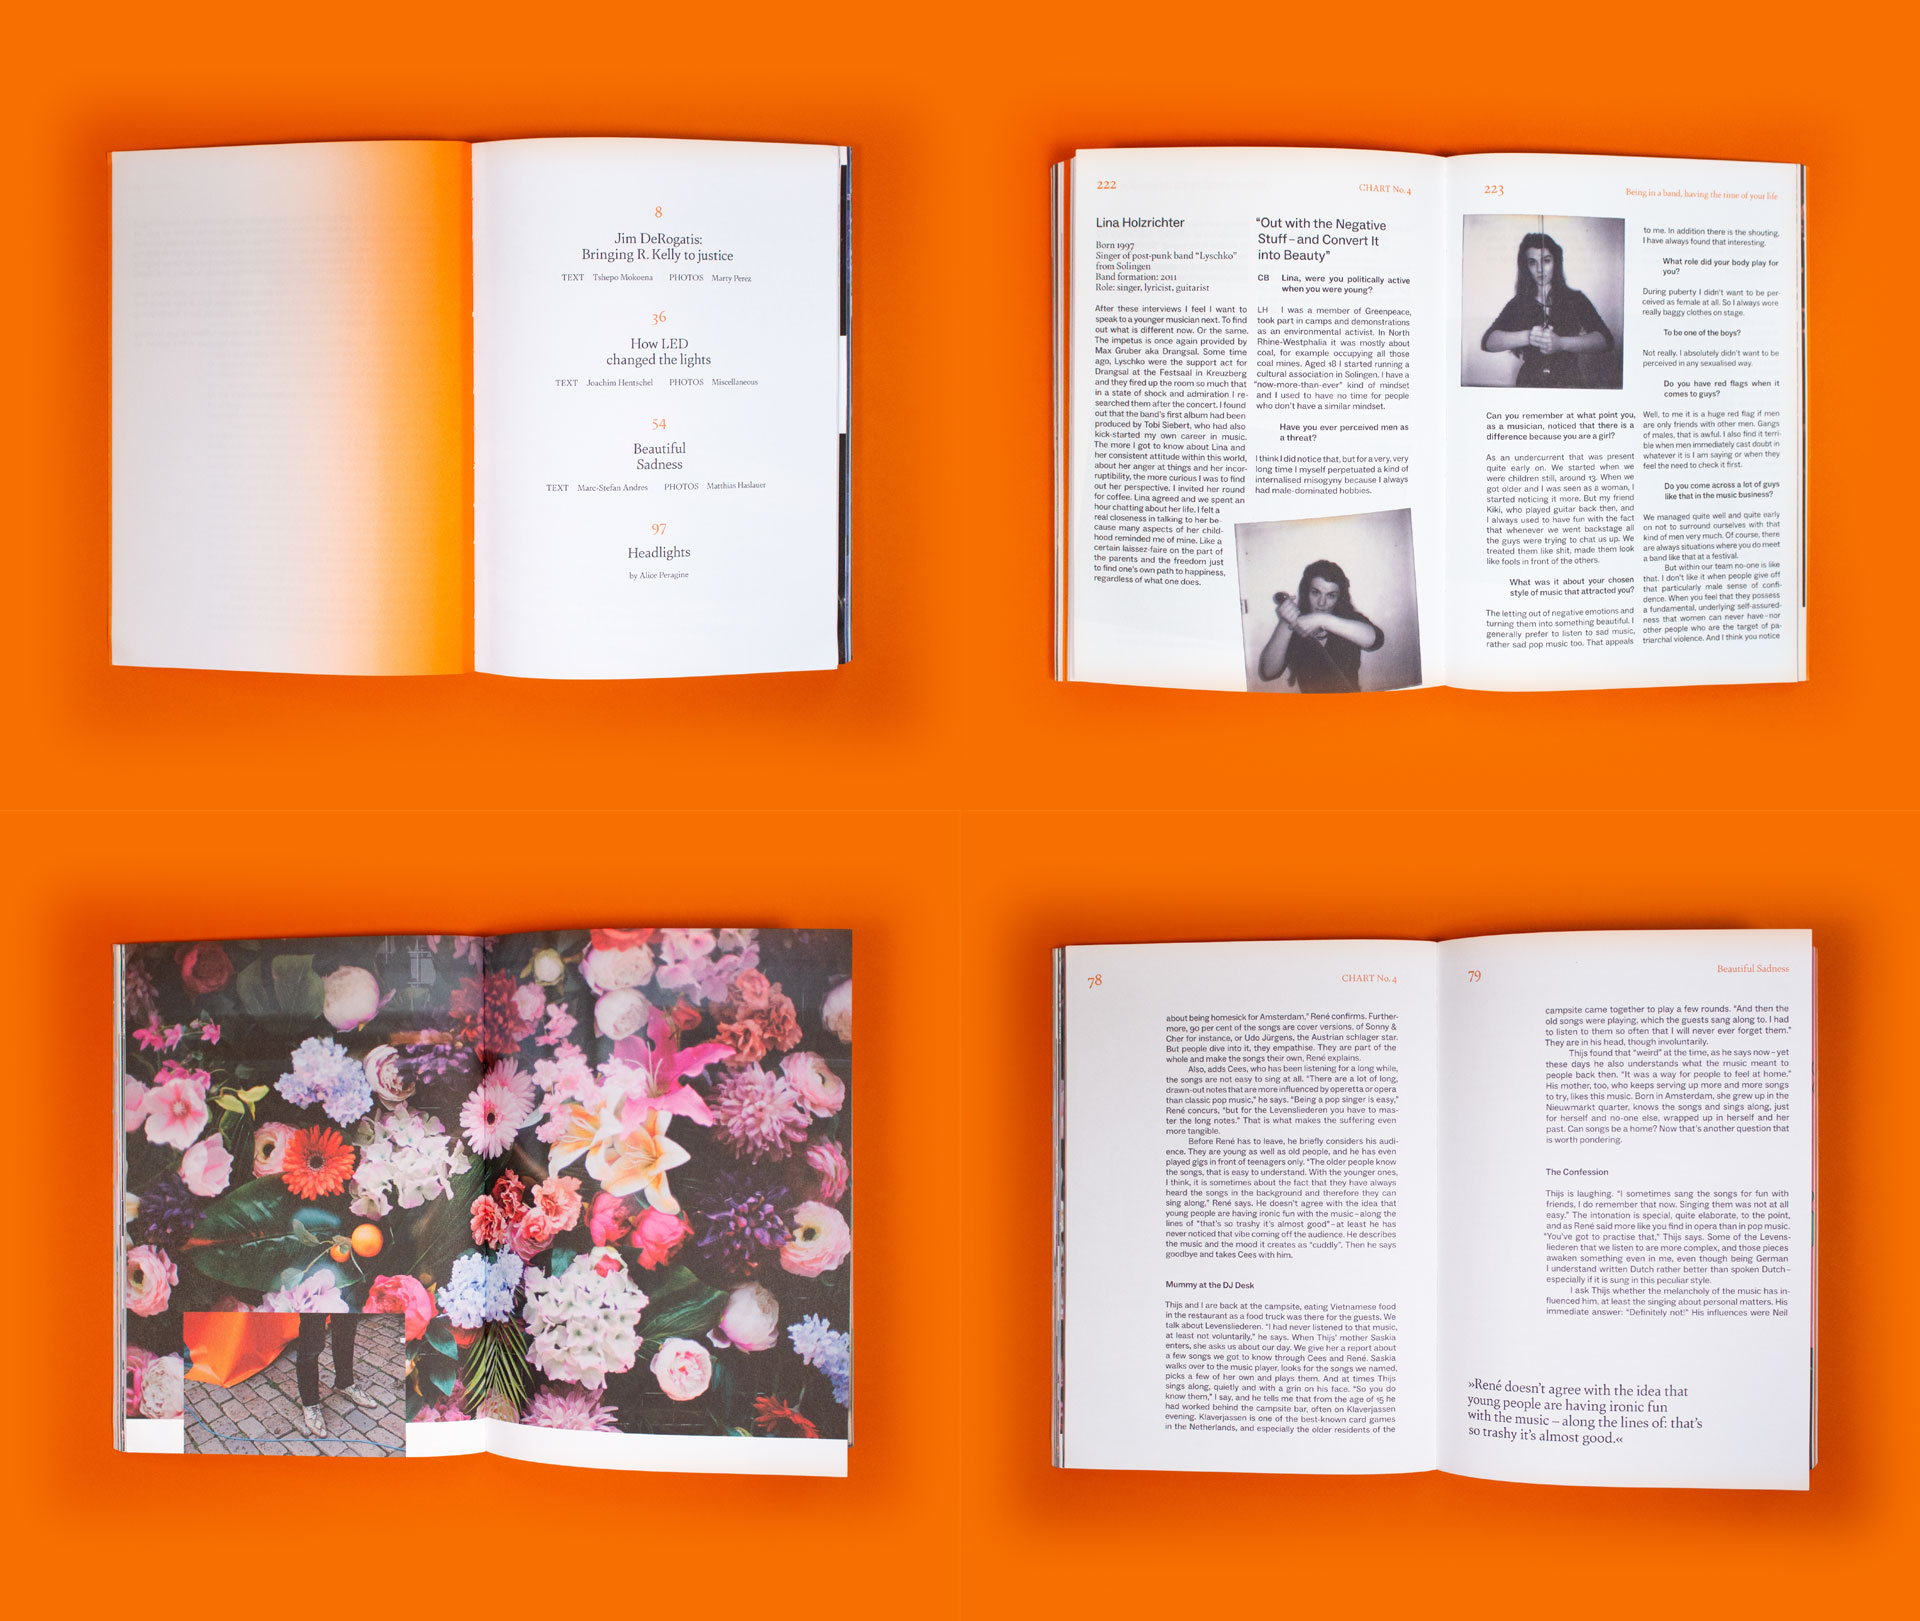 8
Jim DeRogatis:
Bringing R. Kelly to justice
TEXT Tshepo Mokoena PHOTOS Marty Perez
36
How LED
changed the lights
TEXT Joachim Hentschel PHOTOS Miscellaneous
54
Beautiful
Sadness
TEXT Marc-Stefan Andres PHOTOS Matthias Haslauer
97
Headlights
by Alice Peragine
222
CHART No. 4
Lina Holzrichter
Born 1997
Singer of post-punk band "Lyschko"
from Solingen
Band formation: 2011
Role: singer, lyricist, guitarist
After these interviews I feel I want to
speak to a younger musician next. To find
out what is different now. Or the same.
The impetus is once again provided by
Max Gruber aka Drangsal. Some time
ago, Lyschko were the support act for
Drangsal at the Festsaal in Kreuzberg
and they fired up the room so much that
in a state of shock and admiration I re-
searched them after the concert. I found
out that the band's first album had been
produced by Tobi Siebert, who had also
kick-started my own career in music.
The more I got to know about Lina and
her consistent attitude within this world,
about her anger at things and her incor-
ruptibility, the more curious I was to find
out her perspective. I invited her round
for coffee. Lina agreed and we spent an
hour chatting about her life. I felt a
real closeness in talking to her be-
cause many aspects of her child-
hood reminded me of mine. Like a
certain laissez-faire on the part of
the parents and the freedom just
to find one's own path to happiness,
regardless of what one does.
"Out with the Negative
Stuff – and Convert It
into Beauty"
CB Lina, were you politically active
when you were young?
LH I was a member of Greenpeace,
took part in camps and demonstrations
as an environmental activist. In North
Rhine-Westphalia it was mostly about
coal, for example occupying all those
coal mines. Aged 18 I started running a
cultural association in Solingen. I have a
"now-more-than-ever" kind of mindset
and I used to have no time for people
who don't have a similar mindset.
Have you ever perceived men as
a threat?
I think I did notice that, but for a very, very
long time I myself perpetuated a kind of
internalised misogyny because I always
had male-dominated hobbies.
223
Being in a band, having the time of your life
Can you remember at what point you,
as a musician, noticed that there is a
difference because you are a girl?
As an undercurrent that was present
quite early on. We started when we
were children still, around 13. When we
got older and I was seen as a woman, I
started noticing it more. But my friend
Kiki, who played guitar back then, and
I always used to have fun with the fact
that whenever we went backstage all
the guys were trying to chat us up. We
treated them like shit, made them look
like fools in front of the others.
What was it about your chosen
style of music that attracted you?
The letting out of negative emotions and
turning them into something beautiful. I
generally prefer to listen to sad music,
rather sad pop music too. That appeals
to me. In addition there is the shouting,
I have always found that interesting.
What role did your body play for
you?
During puberty I didn't want to be per-
ceived as female at all. So I always wore
really baggy clothes on stage.
To be one of the boys?
Not really. I absolutely didn't want to be
perceived in any sexualised way.
Do you have red flags when it
comes to guys?
Well, to me it is a huge red flag if men
are only friends with other men. Gangs
of males, that is awful. I also find it terri-
ble when men immediately cast doubt in
whatever it is I am saying or when they
feel the need to check it first.
Do you come across a lot of guys
like that in the music business?
We managed quite well and quite early
on not to surround ourselves with that
kind of men very much. Of course, there
are always situations where you do meet
a band like that at a festival.
But within our team no-one is like
that. I don't like it when people give off
that particularly male sense of confi-
dence. When you feel that they possess
a fundamental, underlying self-assured-
ness that women can never have – nor
other people who are the target of pa-
triarchal violence. And I think you notice
78
CHART No. 4
about being homesick for Amsterdam," René confirms. Further-
more, 90 per cent of the songs are cover versions, of Sonny &
Cher for instance, or Udo Jürgens, the Austrian schlager star.
But people dive into it, they empathise. They are part of the
whole and make the songs their own, René explains.
Also, adds Cees, who has been listening for a long while,
the songs are not easy to sing at all. "There are a lot of long,
drawn-out notes that are more influenced by operetta or opera
than classic pop music," he says. "Being a pop singer is easy,"
René concurs, "but for the Levensliederen you have to mas-
ter the long notes." That is what makes the suffering even
more tangible.
Before René has to leave, he briefly considers his audi-
ence. They are young as well as old people, and he has even
played gigs in front of teenagers only. "The older people know
the songs, that is easy to understand. With the younger ones,
I think, it is sometimes about the fact that they have always
heard the songs in the background and therefore they can
sing along," René says. He doesn't agree with the idea that
young people are having ironic fun with the music – along the
lines of "that's so trashy it's almost good" – at least he has
never noticed that vibe coming off the audience. He describes
the music and the mood it creates as "cuddly". Then he says
goodbye and takes Cees with him.
Mummy at the DJ Desk
Thijs and I are back at the campsite, eating Vietnamese food
in the restaurant as a food truck was there for the guests. We
talk about Levensliederen. "I had never listened to that music,
at least not voluntarily," he says. When Thijs' mother Saskia
enters, she asks us about our day. We give her a report about
a few songs we got to know through Cees and René. Saskia
walks over to the music player, looks for the songs we named,
picks a few of her own and plays them. And at times Thijs
sings along, quietly and with a grin on his face. "So you do
know them," I say, and he tells me that from the age of 15 he
had worked behind the campsite bar, often on Klaverjassen
evening. Klaverjassen is one of the best-known card games
in the Netherlands, and especially the older residents of the
79
Beautiful Sadness
campsite came together to play a few rounds. "And then the
old songs were playing, which the guests sang along to. I had
to listen to them so often that I will never ever forget them."
They are in his head, though involuntarily.
Thijs found that "weird" at the time, as he says now – yet
these days he also understands what the music meant to
people back then. "It was a way for people to feel at home."
His mother, too, who keeps serving up more and more songs
to try, likes this music. Born in Amsterdam, she grew up in the
Nieuwmarkt quarter, knows the songs and sings along, just
for herself and no-one else, wrapped up in herself and her
past. Can songs be a home? Now that's another question that
is worth pondering.
The Confession
Thijs is laughing. "I sometimes sang the songs for fun with
friends, I do remember that now. Singing them was not at all
easy." The intonation is special, quite elaborate, to the point,
and as René said more like you find in opera than in pop music.
"You've got to practise that," Thijs says. Some of the Levens-
liederen that we listen to are more complex, and those pieces
awaken something even in me, even though being German
I understand written Dutch rather better than spoken Dutch –
especially if it is sung in this peculiar style.
I ask Thijs whether the melancholy of the music has in-
fluenced him, at least the singing about personal matters. His
immediate answer: "Definitely not!" His influences were Neil
»René doesn't agree with the idea that
young people are having ironic fun
with the music – along the lines of: that's
so trashy it's almost good.«